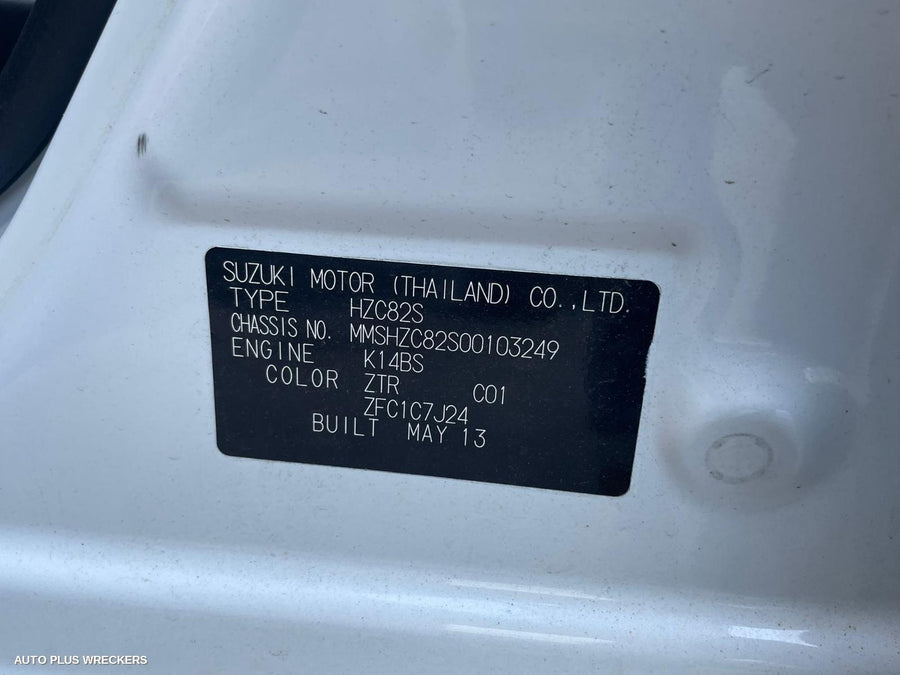 SUZUKI MOTOR (THAILAND) CO.,LTD.
TYPE HZC82S
CHASSIS NO. MMSHZC82S00103249
ENGINE K14BS
COLOR ZTR C01
ZFC1C7J24
BUILT MAY 13
AUTO PLUS WRECKERS